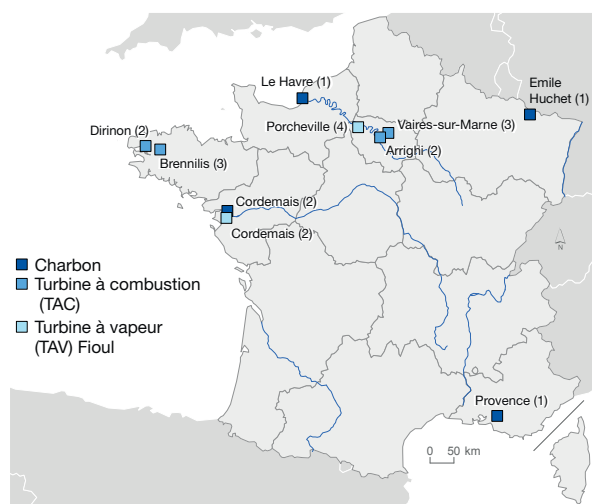 Le Havre (1)
Emile
Huchet (1)
Porcheville (4)
Vaires-sur-Marne (3)
Dirinon (2)
Arrighi (2)
Brennilis (3)
Cordemais (2)
Cordemais (2)
Charbon
Turbine à combustion
(TAC)
Turbine à vapeur
(TAV) Fioul
N
Provence (1)
0 50 km